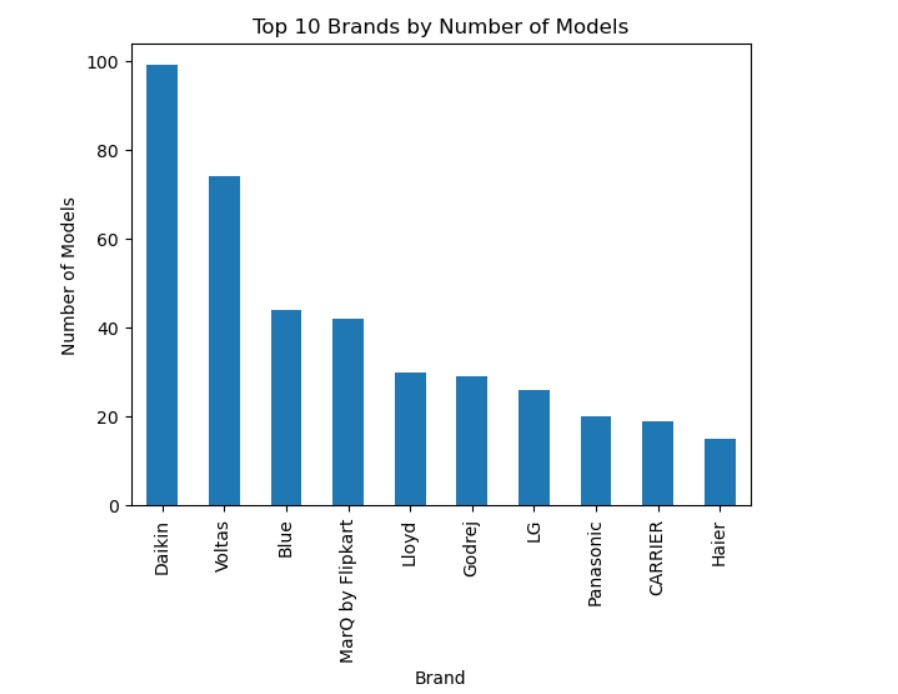 Top 10 Brands by Number of Models
Number of Models
100
80
60
40
20
0
Daikin
Voltas
Blue
MarQ by Flipkart
Lloyd
Godrej
LG
Panasonic
CARRIER
Haier
Brand